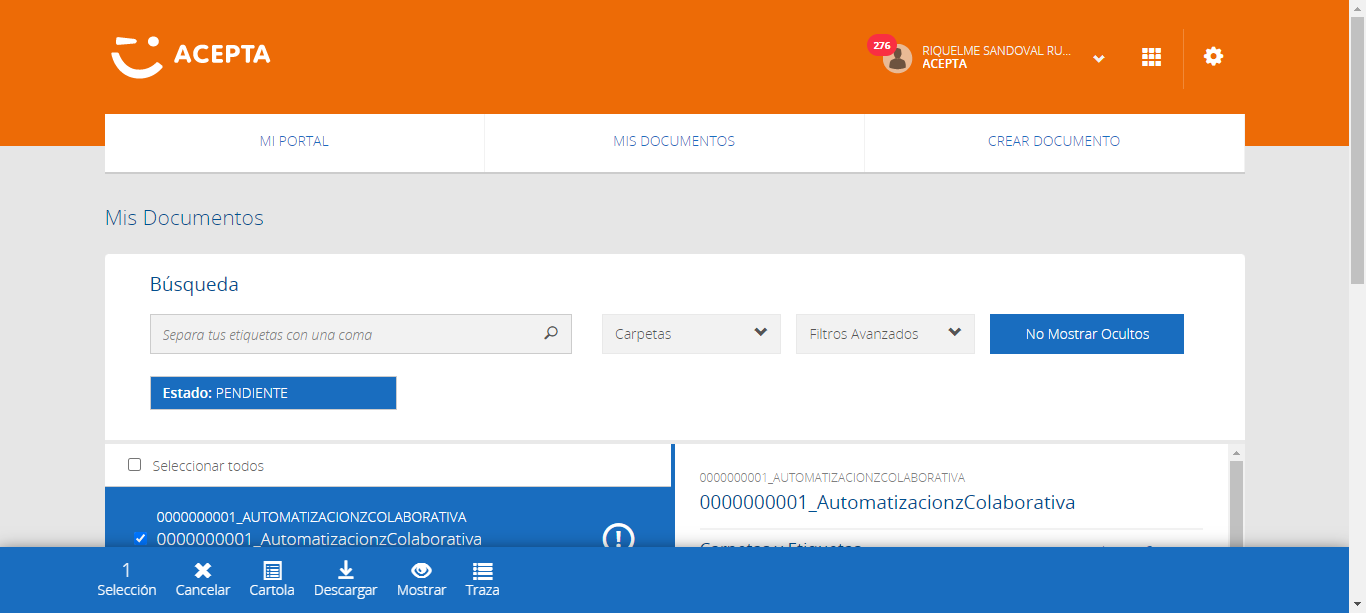 ACEPTA
276
RIQUELME SANDOVAL RU...
ACEPTA
MI PORTAL
MIS DOCUMENTOS
CREAR DOCUMENTO
Mis Documentos
Búsqueda
Separa tus etiquetas con una coma
Carpetas
Filtros Avanzados
No Mostrar Ocultos
Estado: PENDIENTE
Seleccionar todos
0000000001_AUTOMATIZACIONZCOLABORATIVA
0000000001_AutomatizacionzColaborativa
0000000001_AUTOMATIZACIONZCOLABORATIVA
0000000001_AutomatizacionzColaborativa
Carpetas y Etiquetas
1
Selección
Cancelar
Cartola
Descargar
Mostrar
Traza